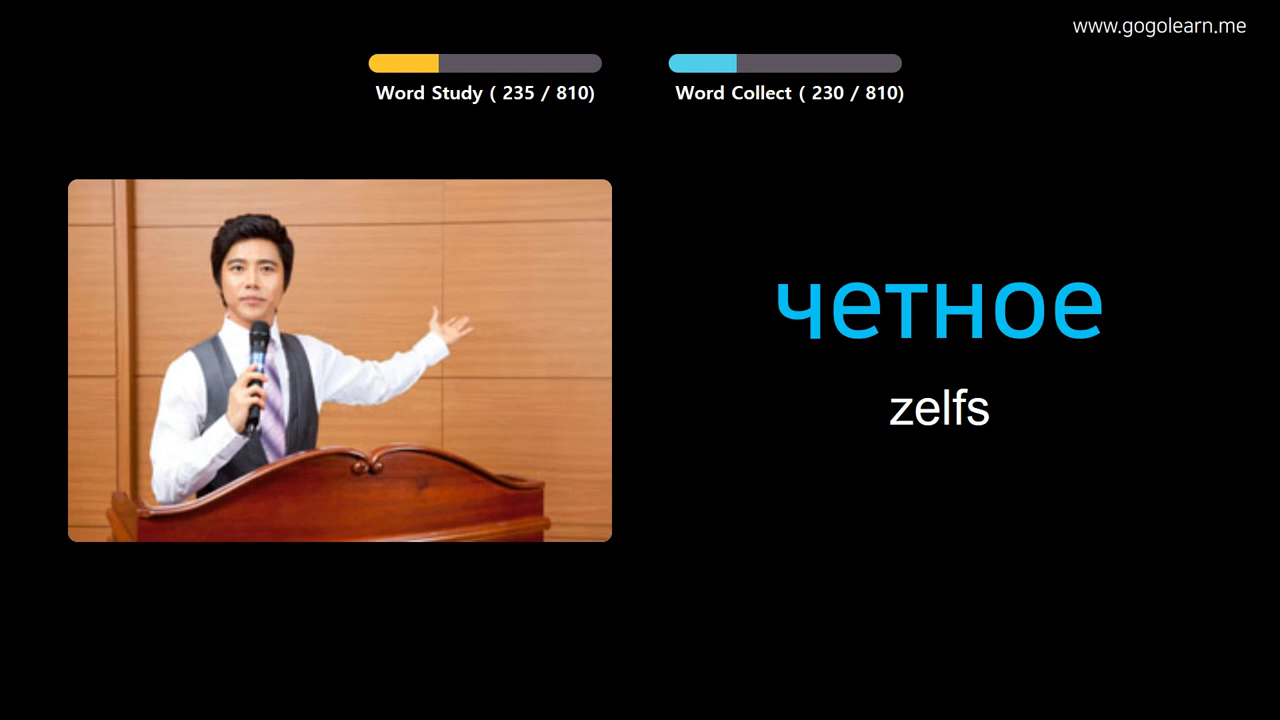 www.gogolearn.me
Word Study ( 235 / 810)
Word Collect ( 230 / 810)
четное
zelfs